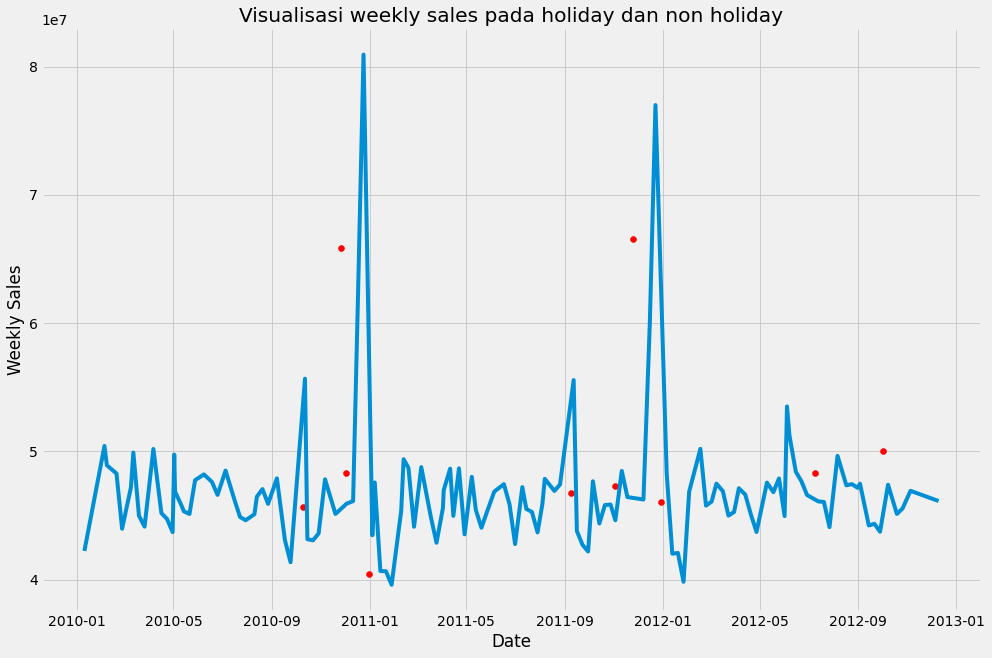 Visualisasi weekly sales pada holiday dan non holiday
1e7
8
7
6
5
4
Weekly Sales
2010-01 2010-05 2010-09 2011-01 2011-05 2011-09 2012-01 2012-05 2012-09 2013-01
Date